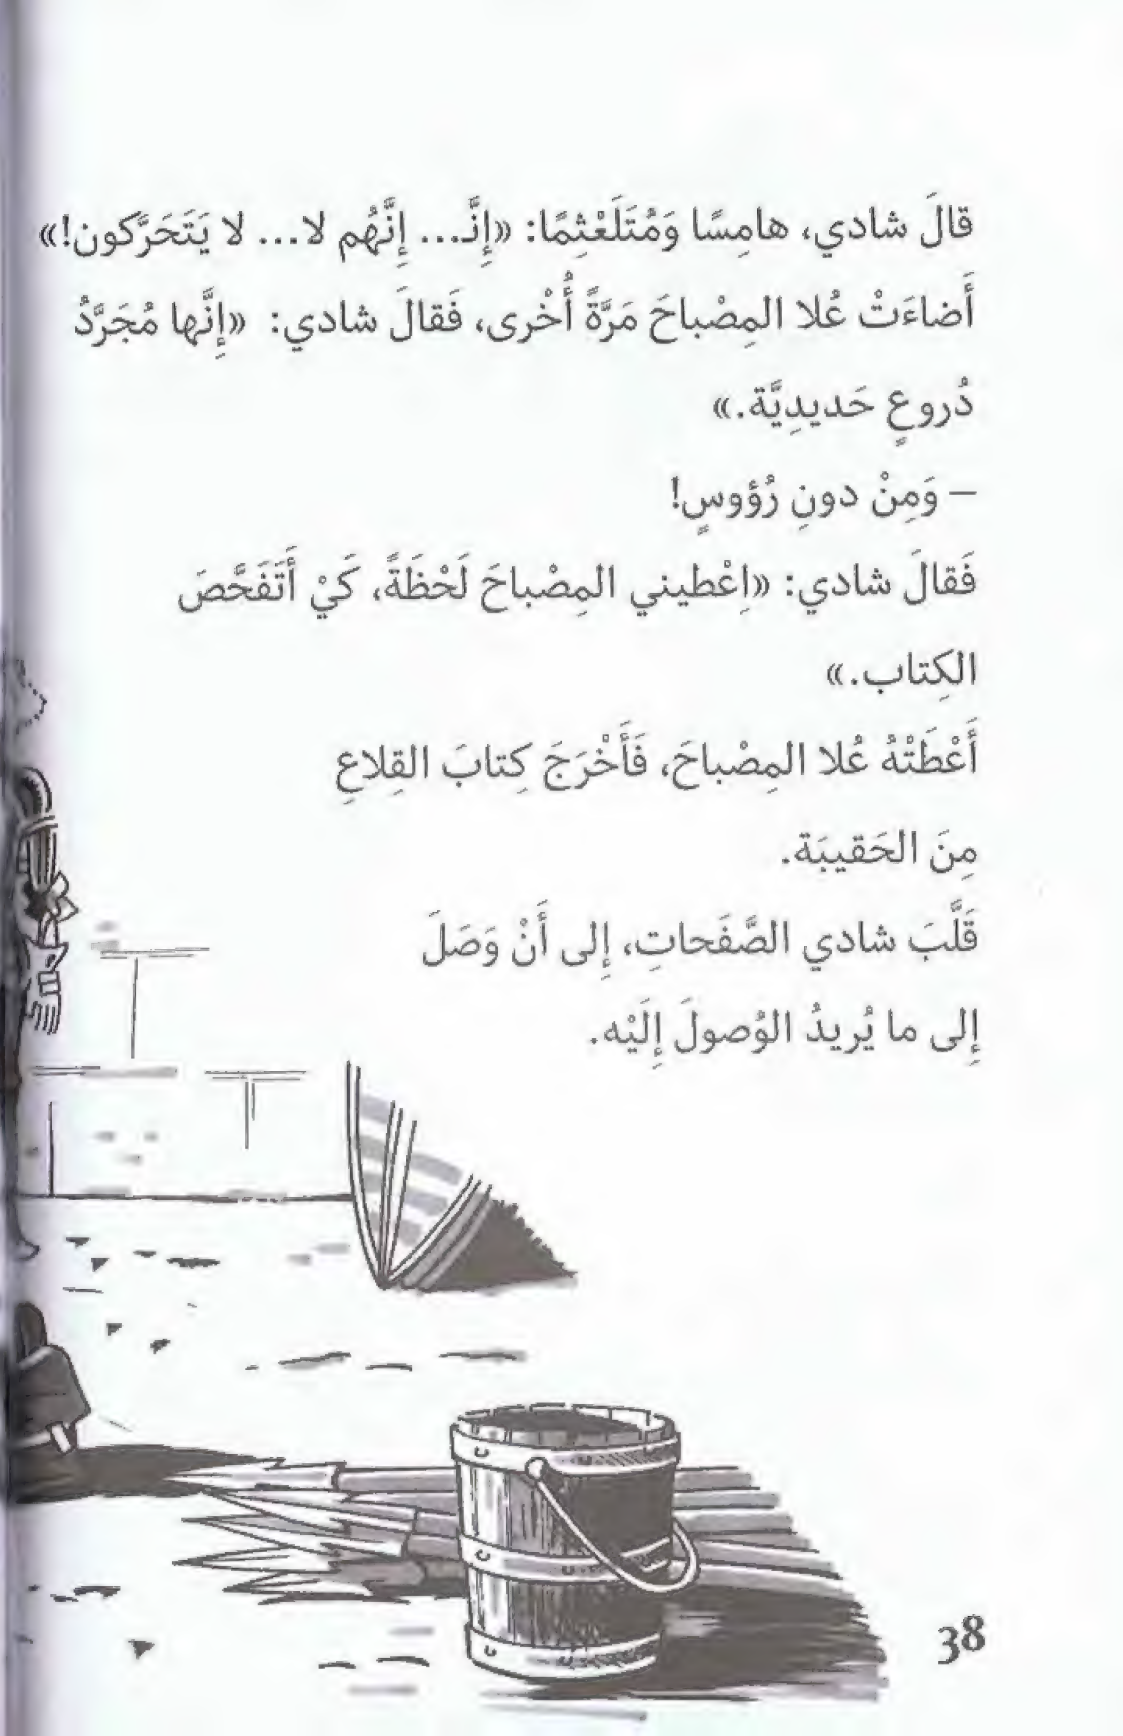 قالَ شادي، هامِسًا وَمُتَلَعْثِمًا: «إِنَّـ... إِنَّهُم لا... لا يَتَحَرَّكون!»
أَضاءَتْ عُلا المِصْباحَ مَرَّةً أُخْرى، فَقالَ شادي: «إِنَّها مُجَرَّدُ
دُروعٍ حَديدِيَّة.»
– وَمِنْ دونِ رُؤوسٍ!
فَقالَ شادي: «اِعْطيني المِصْباحَ لَحْظَةً، كَيْ أَتَفَحَّصَ
الكِتاب.»
أَعْطَتْهُ عُلا المِصْباحَ، فَأَخْرَجَ كِتابَ القِلاعِ
مِنَ الحَقيبَة.
قَلَّبَ شادي الصَّفَحاتِ، إِلى أَنْ وَصَلَ
إِلى ما يُريدُ الوُصولَ إِلَيْه.
38